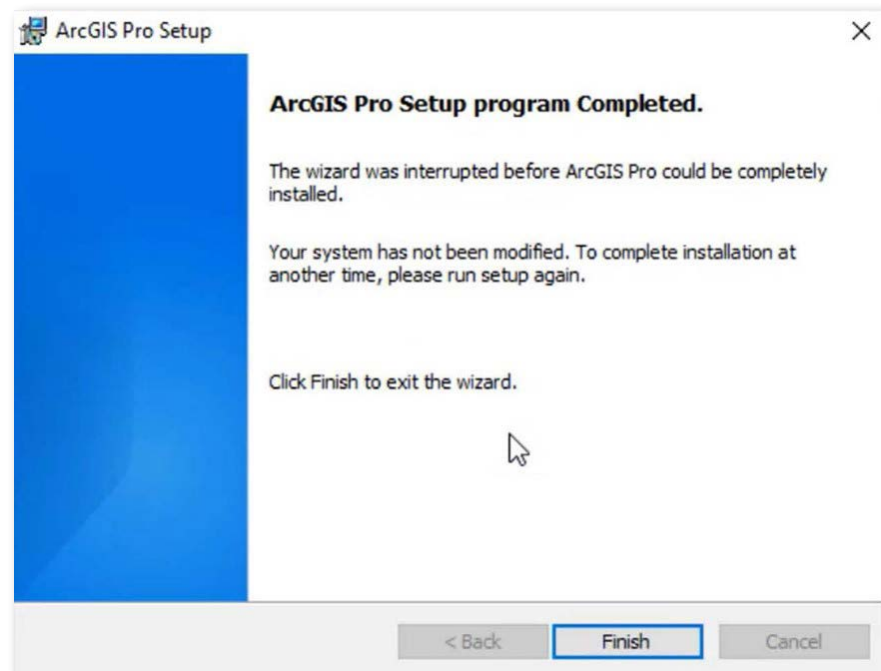 ArcGIS Pro Setup
ArcGIS Pro Setup program Completed.
The wizard was interrupted before ArcGIS Pro could be completely
installed.
Your system has not been modified. To complete installation at
another time, please run setup again.
Click Finish to exit the wizard.
< Back
Finish
Cancel